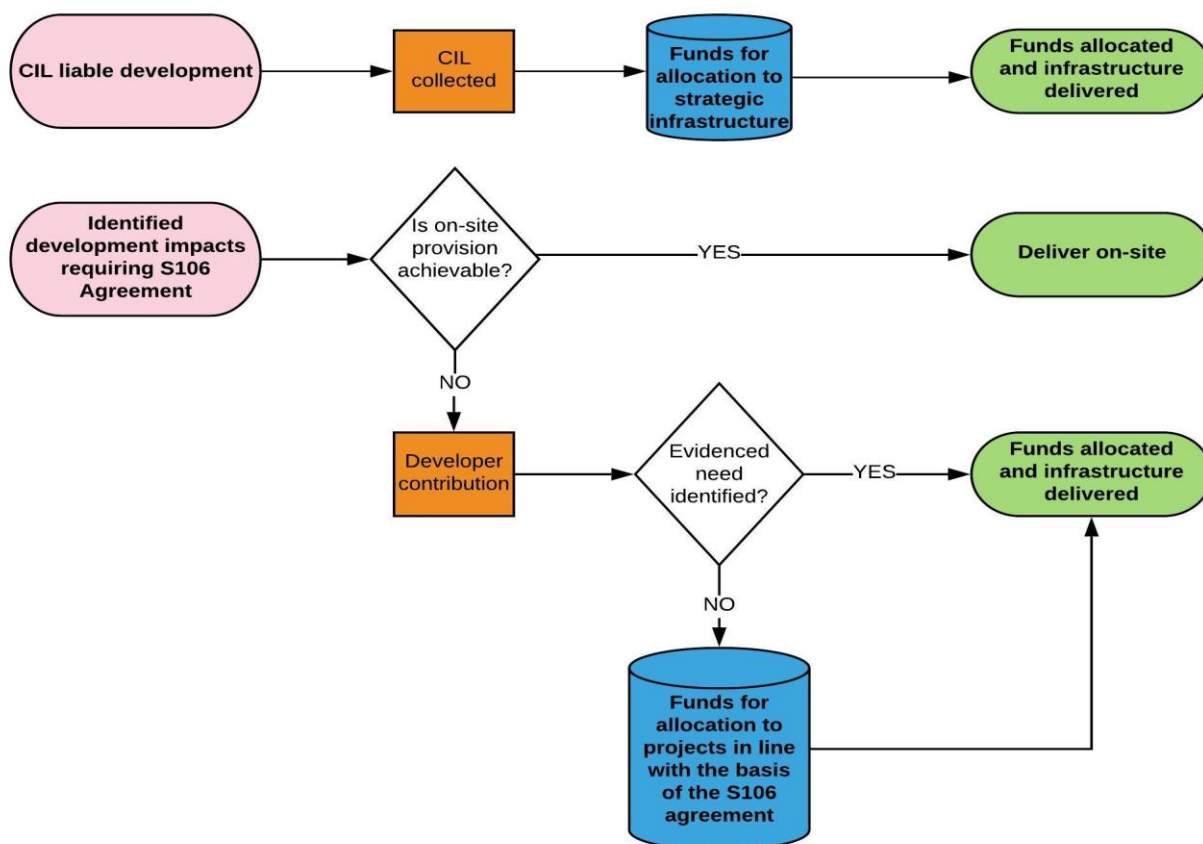 CIL liable development
CIL
collected
Funds for
allocation to
strategic
infrastructure
Funds allocated
and infrastructure
delivered
Identified
development impacts
requiring S106
Agreement
Is on-site
provision
achievable?
YES
Deliver on-site
NO
Developer
contribution
Evidenced
need
identified?
YES
Funds allocated
and infrastructure
delivered
NO
Funds for
allocation to
projects in line
with the basis
of the S106
agreement